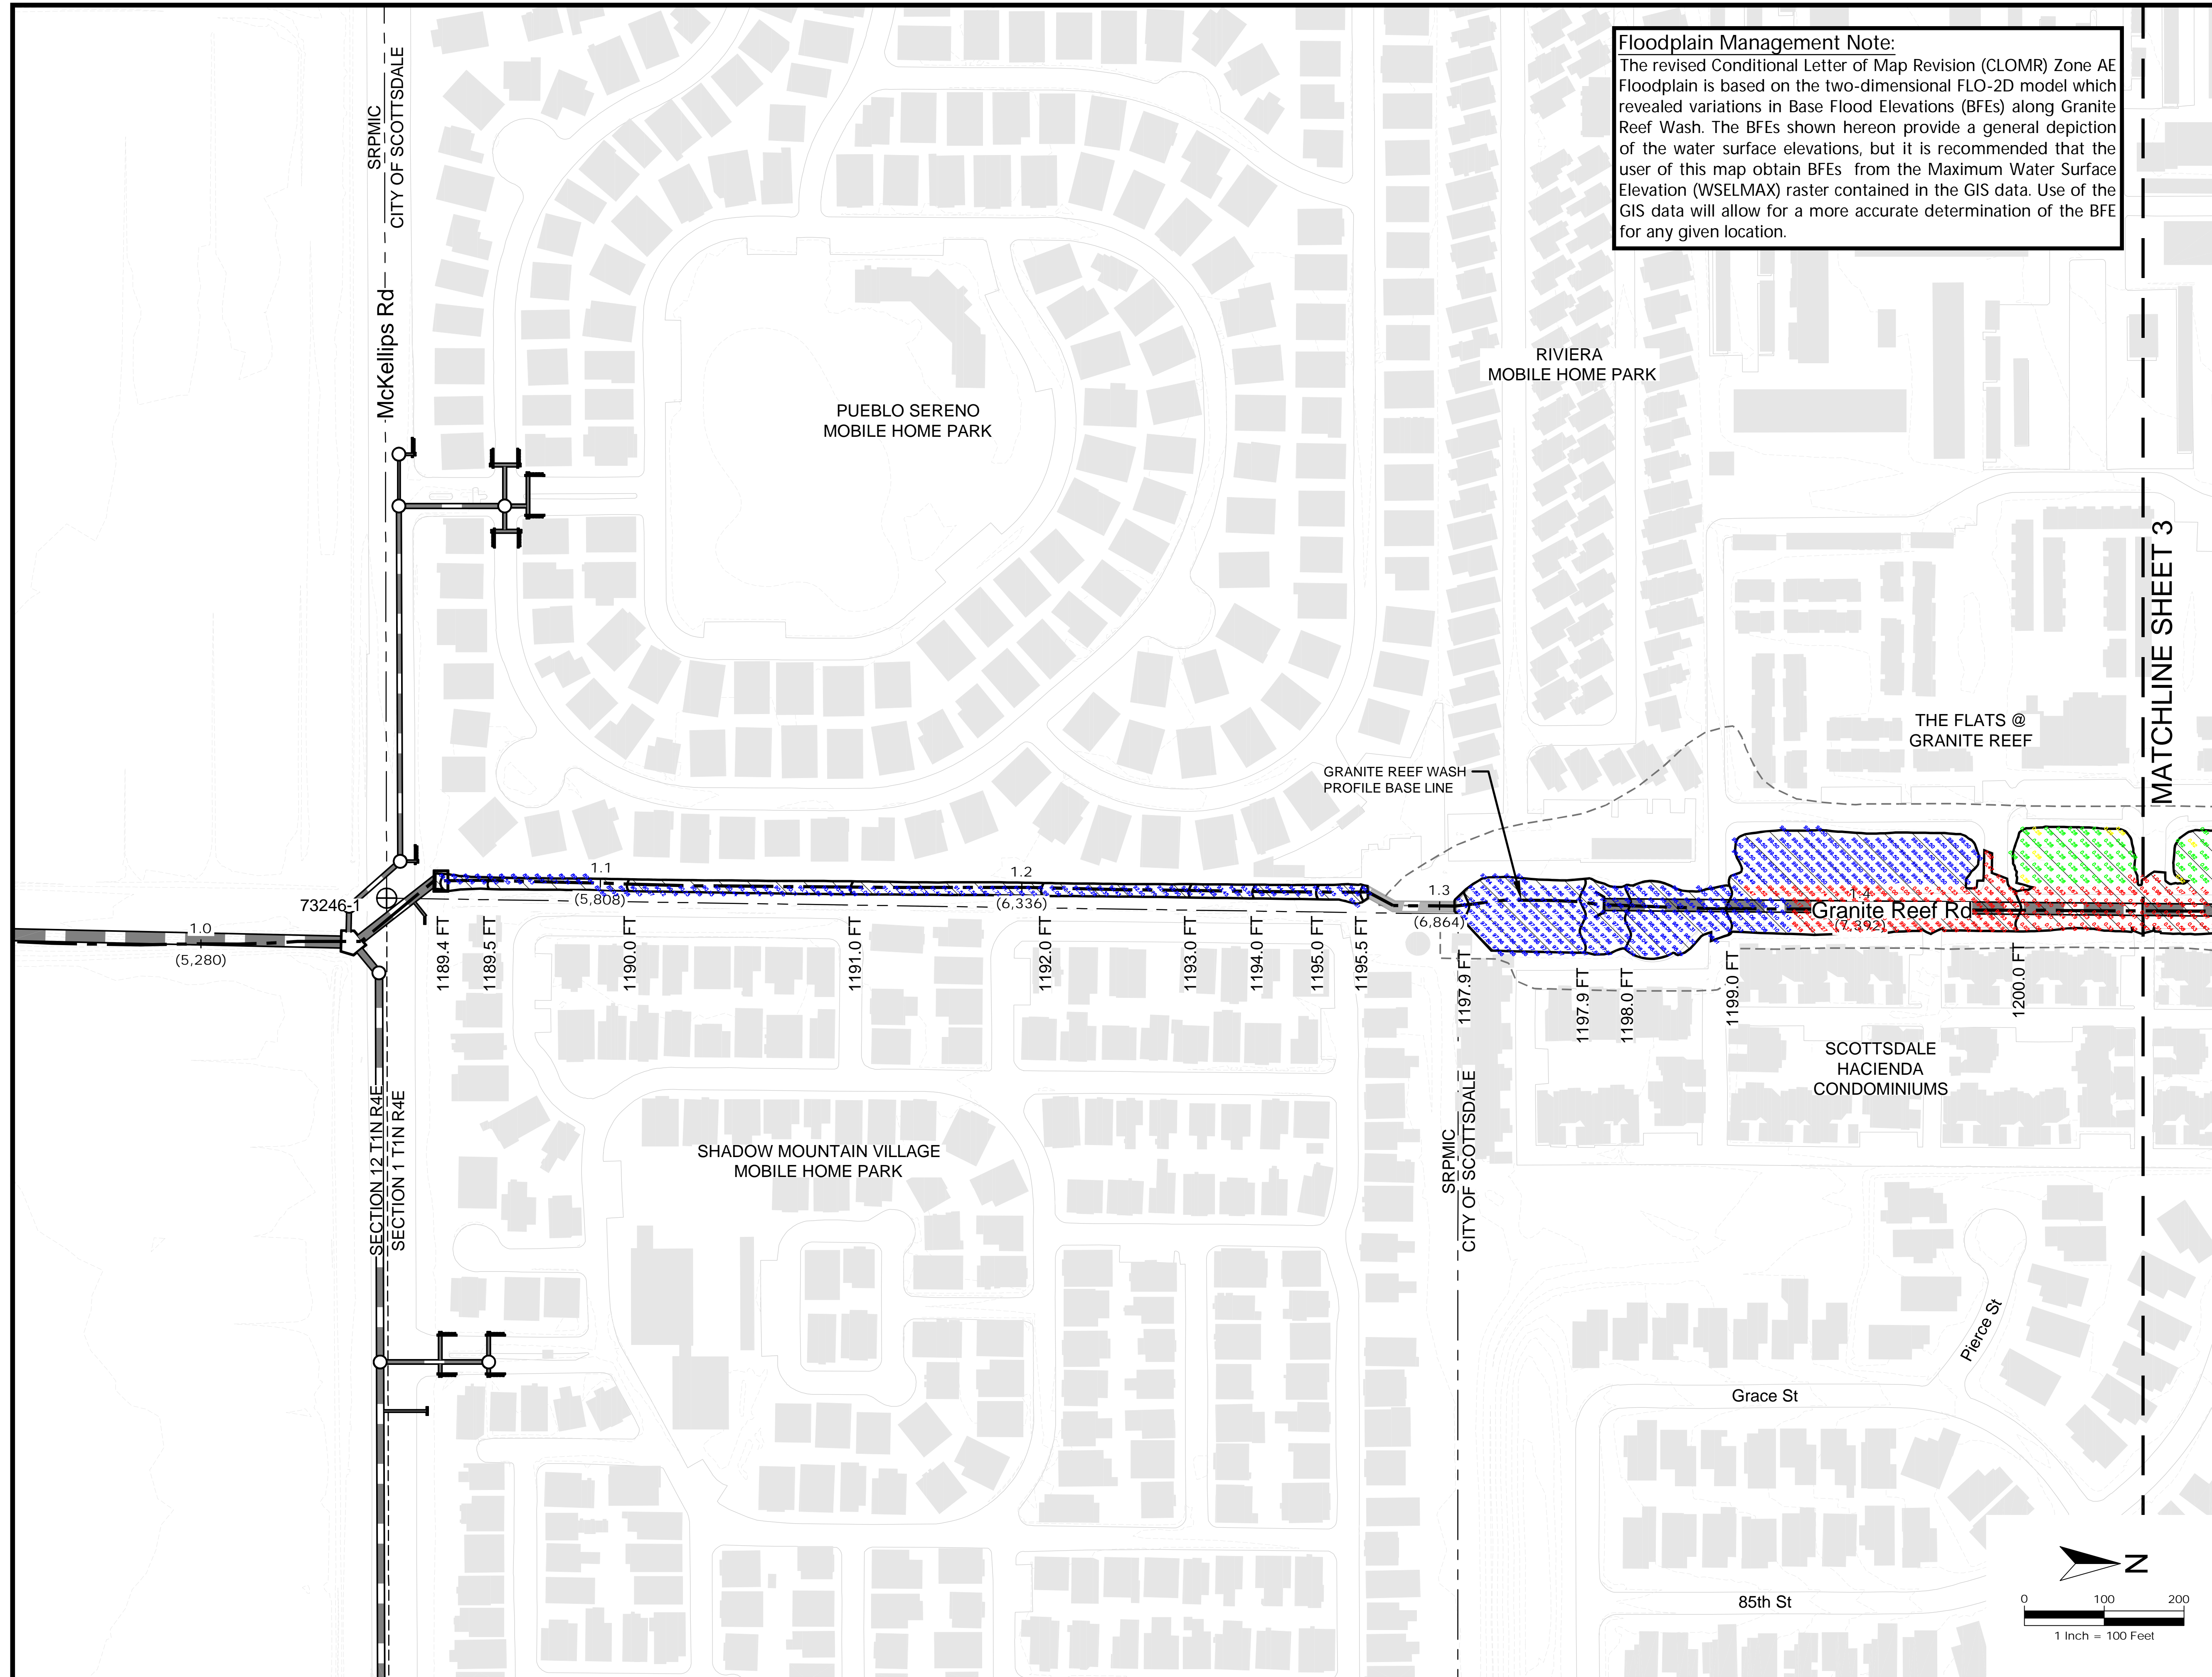 Floodplain Management Note:
The revised Conditional Letter of Map Revision (CLOMR) Zone AE
Floodplain is based on the two-dimensional FLO-2D model which
revealed variations in Base Flood Elevations (BFEs) along Granite
Reef Wash. The BFEs shown hereon provide a general depiction
of the water surface elevations, but it is recommended that the
user of this map obtain BFEs from the Maximum Water Surface
Elevation (WSELMAX) raster contained in the GIS data. Use of the
GIS data will allow for a more accurate determination of the BFE
for any given location.
SRPMIC
CITY OF SCOTTSDALE
McKellips Rd
PUEBLO SERENO
MOBILE HOME PARK
RIVIERA
MOBILE HOME PARK
MATCHLINE SHEET 3
THE FLATS @
GRANITE REEF
GRANITE REEF WASH
PROFILE BASE LINE
73246-1
1.0
(5,280)
1.1
(5,808)
1.2
(6,336)
1.3
(6,864)
1.4
Granite Reef Rd
(7,392)
1189.4 FT
1189.5 FT
1190.0 FT
1191.0 FT
1192.0 FT
1193.0 FT
1194.0 FT
1195.0 FT
1195.5 FT
1197.9 FT
1197.9 FT
1198.0 FT
1199.0 FT
1200.0 FT
SECTION 12 T1N R4E
SECTION 1 T1N R4E
SHADOW MOUNTAIN VILLAGE
MOBILE HOME PARK
SRPMIC
CITY OF SCOTTSDALE
SCOTTSDALE
HACIENDA
CONDOMINIUMS
Pierce St
Grace St
85th St
N
0 100 200
1 Inch = 100 Feet